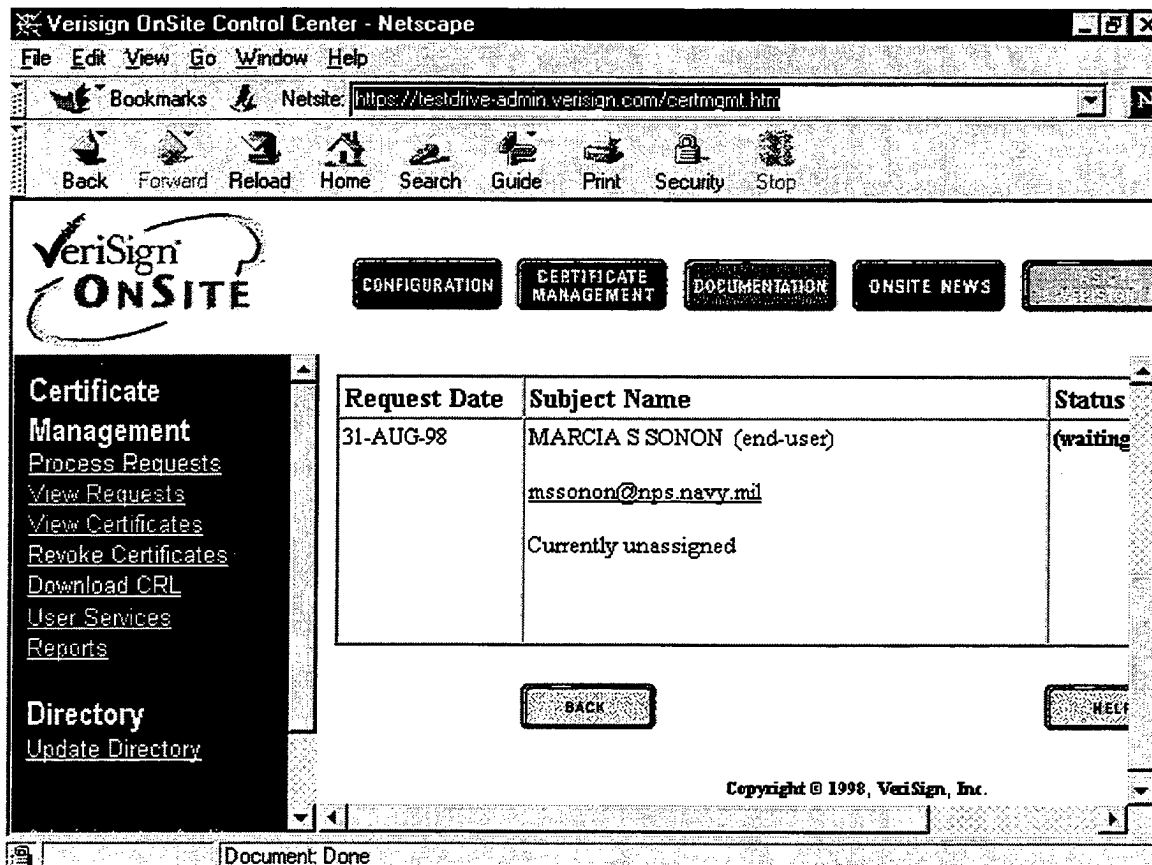 Verisign OnSite Control Center - Netscape
File Edit View Go Window Help
Bookmarks Netsite: https://testdrive-admin.verisign.com/certmgmt.htm N
Back Forward Reload Home Search Guide Print Security Stop
VeriSign
ONSITE
CONFIGURATION
CERTIFICATE
MANAGEMENT
DOCUMENTATION
ONSITE NEWS
Certificate
Management
Process Requests
View Requests
View Certificates
Revoke Certificates
Download CRL
User Services
Reports
Directory
Update Directory
Request Date Subject Name Status
31-AUG-98 MARCIA S SONON (end-user) (waiting
mssonon@nps.navy.mil
Currently unassigned
BACK
HELP
Copyright © 1998, VeriSign, Inc.
Document: Done